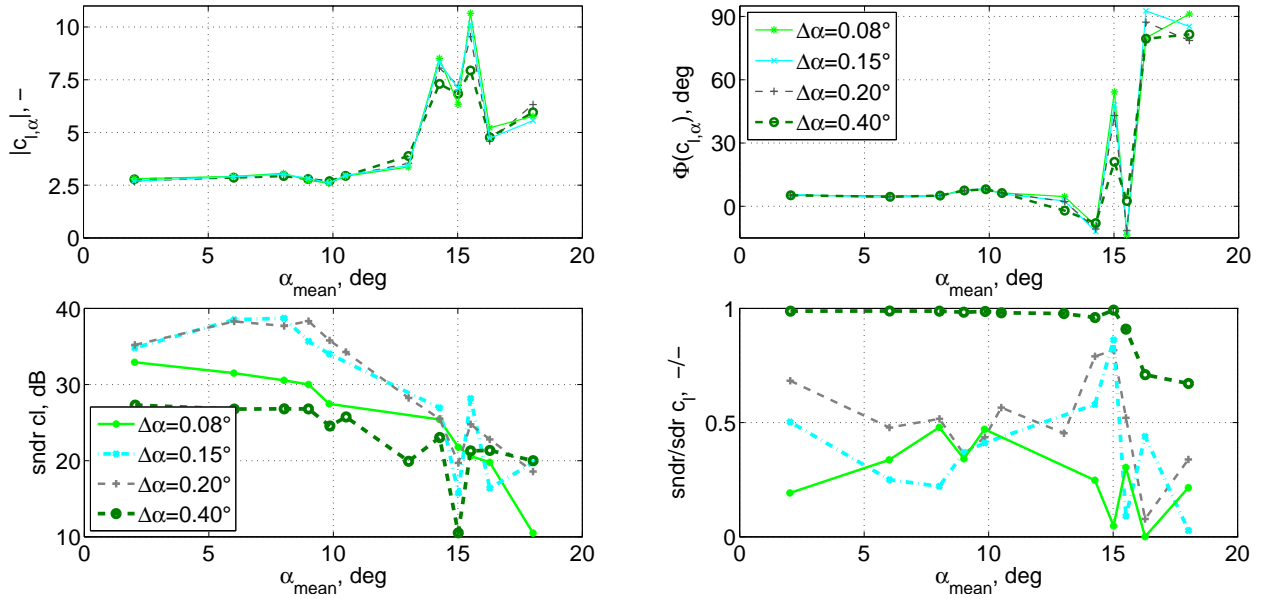 10
7.5
5
2.5
0
|c_{l,α}|, –
0 5 10 15 20
α_mean, deg
90
60
30
0
Φ(c_{l,α}), deg
Δα=0.08°
Δα=0.15°
Δα=0.20°
Δα=0.40°
0 5 10 15 20
α_mean, deg
40
30
20
10
sndr cl, dB
Δα=0.08°
Δα=0.15°
Δα=0.20°
Δα=0.40°
0 5 10 15 20
α_mean, deg
1
0.5
0
sndr/sdr c_l, –/–
0 5 10 15 20
α_mean, deg